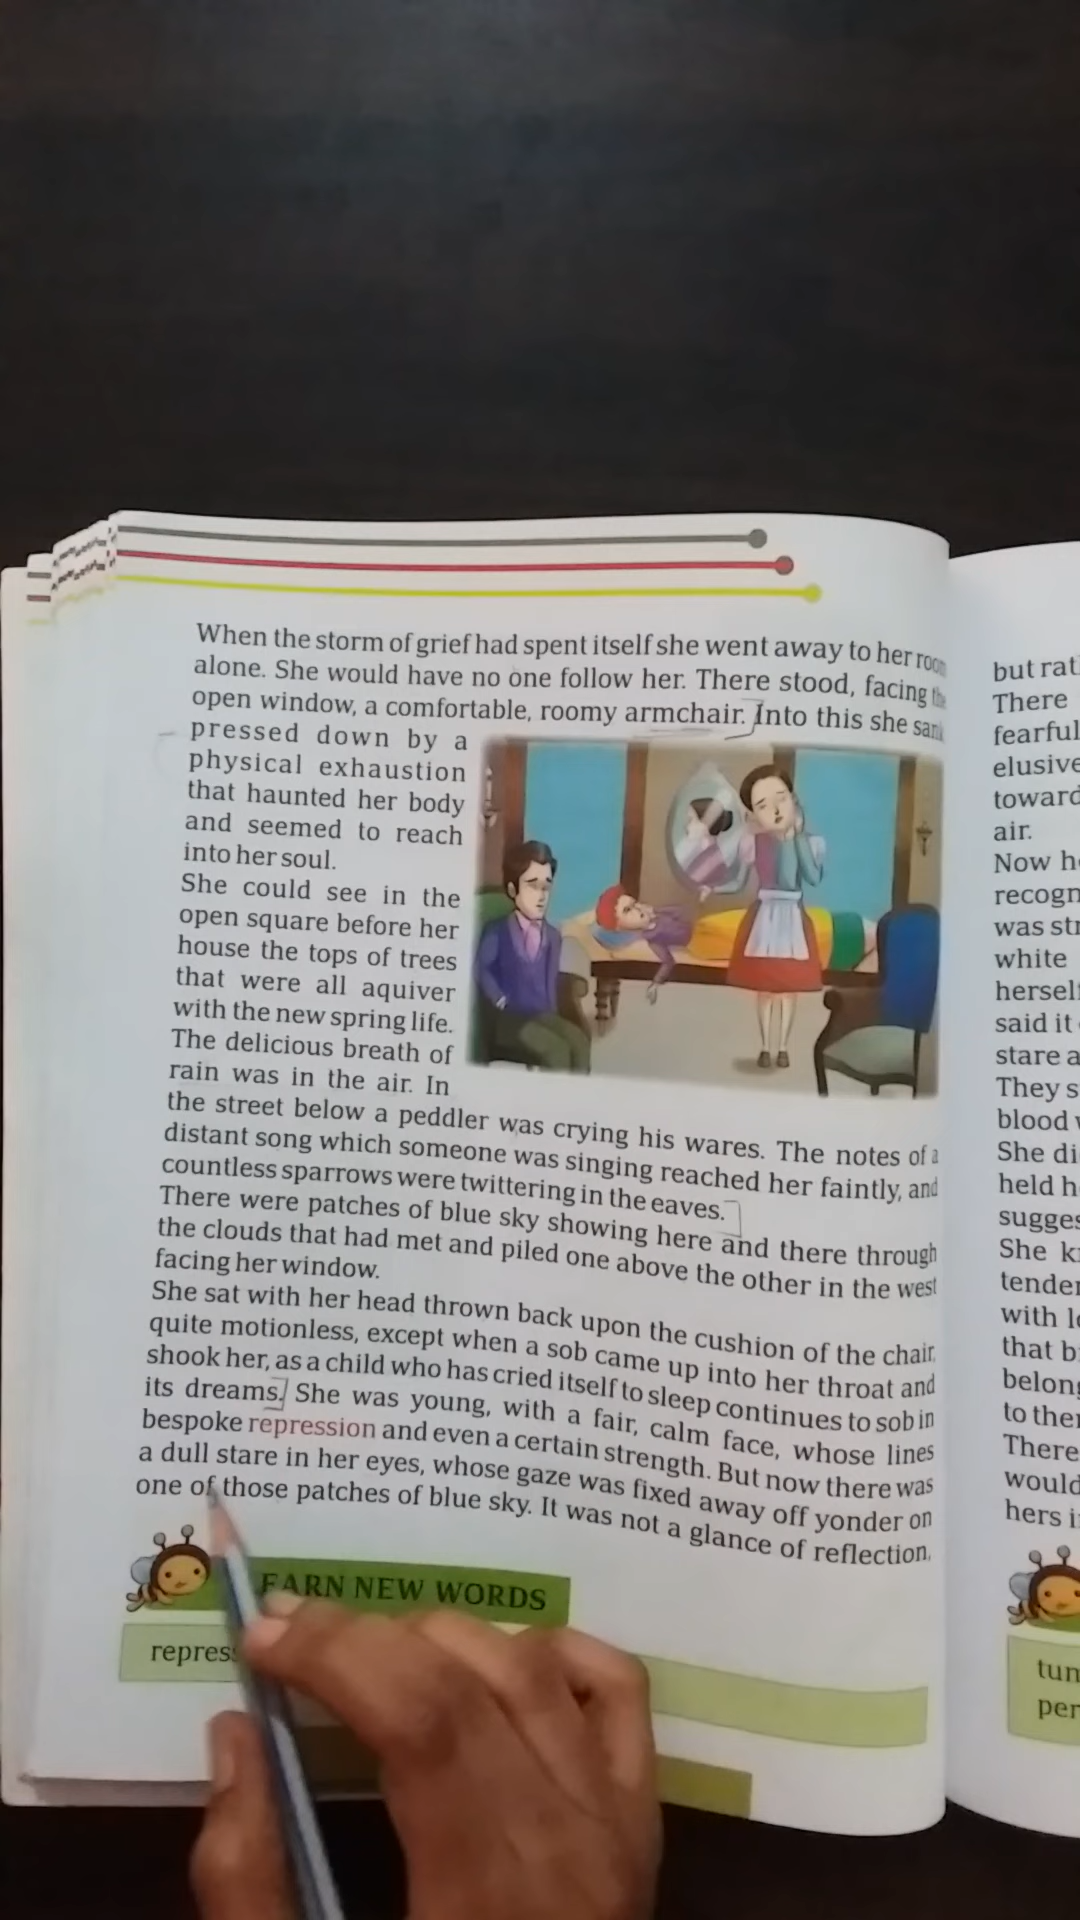 When the storm of grief had spent itself she went away to her room
alone. She would have no one follow her. There stood, facing the
open window, a comfortable, roomy armchair. Into this she sank
pressed down by a
physical exhaustion
that haunted her body
and seemed to reach
into her soul.
She could see in the
open square before her
house the tops of trees
that were all aquiver
with the new spring life.
The delicious breath of
rain was in the air. In
the street below a peddler was crying his wares. The notes of a
distant song which someone was singing reached her faintly, and
countless sparrows were twittering in the eaves.
There were patches of blue sky showing here and there through
the clouds that had met and piled one above the other in the west
facing her window.
She sat with her head thrown back upon the cushion of the chair,
quite motionless, except when a sob came up into her throat and
shook her, as a child who has cried itself to sleep continues to sob in
its dreams. She was young, with a fair, calm face, whose lines
bespoke repression and even a certain strength. But now there was
a dull stare in her eyes, whose gaze was fixed away off yonder on
one of those patches of blue sky. It was not a glance of reflection,
EARN NEW WORDS
repress
but rat
There
fearful
elusive
toward
air.
Now h
recogn
was str
white
hersel
said it
stare a
They s
blood
She di
held h
sugges
She k
tender
with l
that b
belong
to ther
There
would
hers i
tun
per